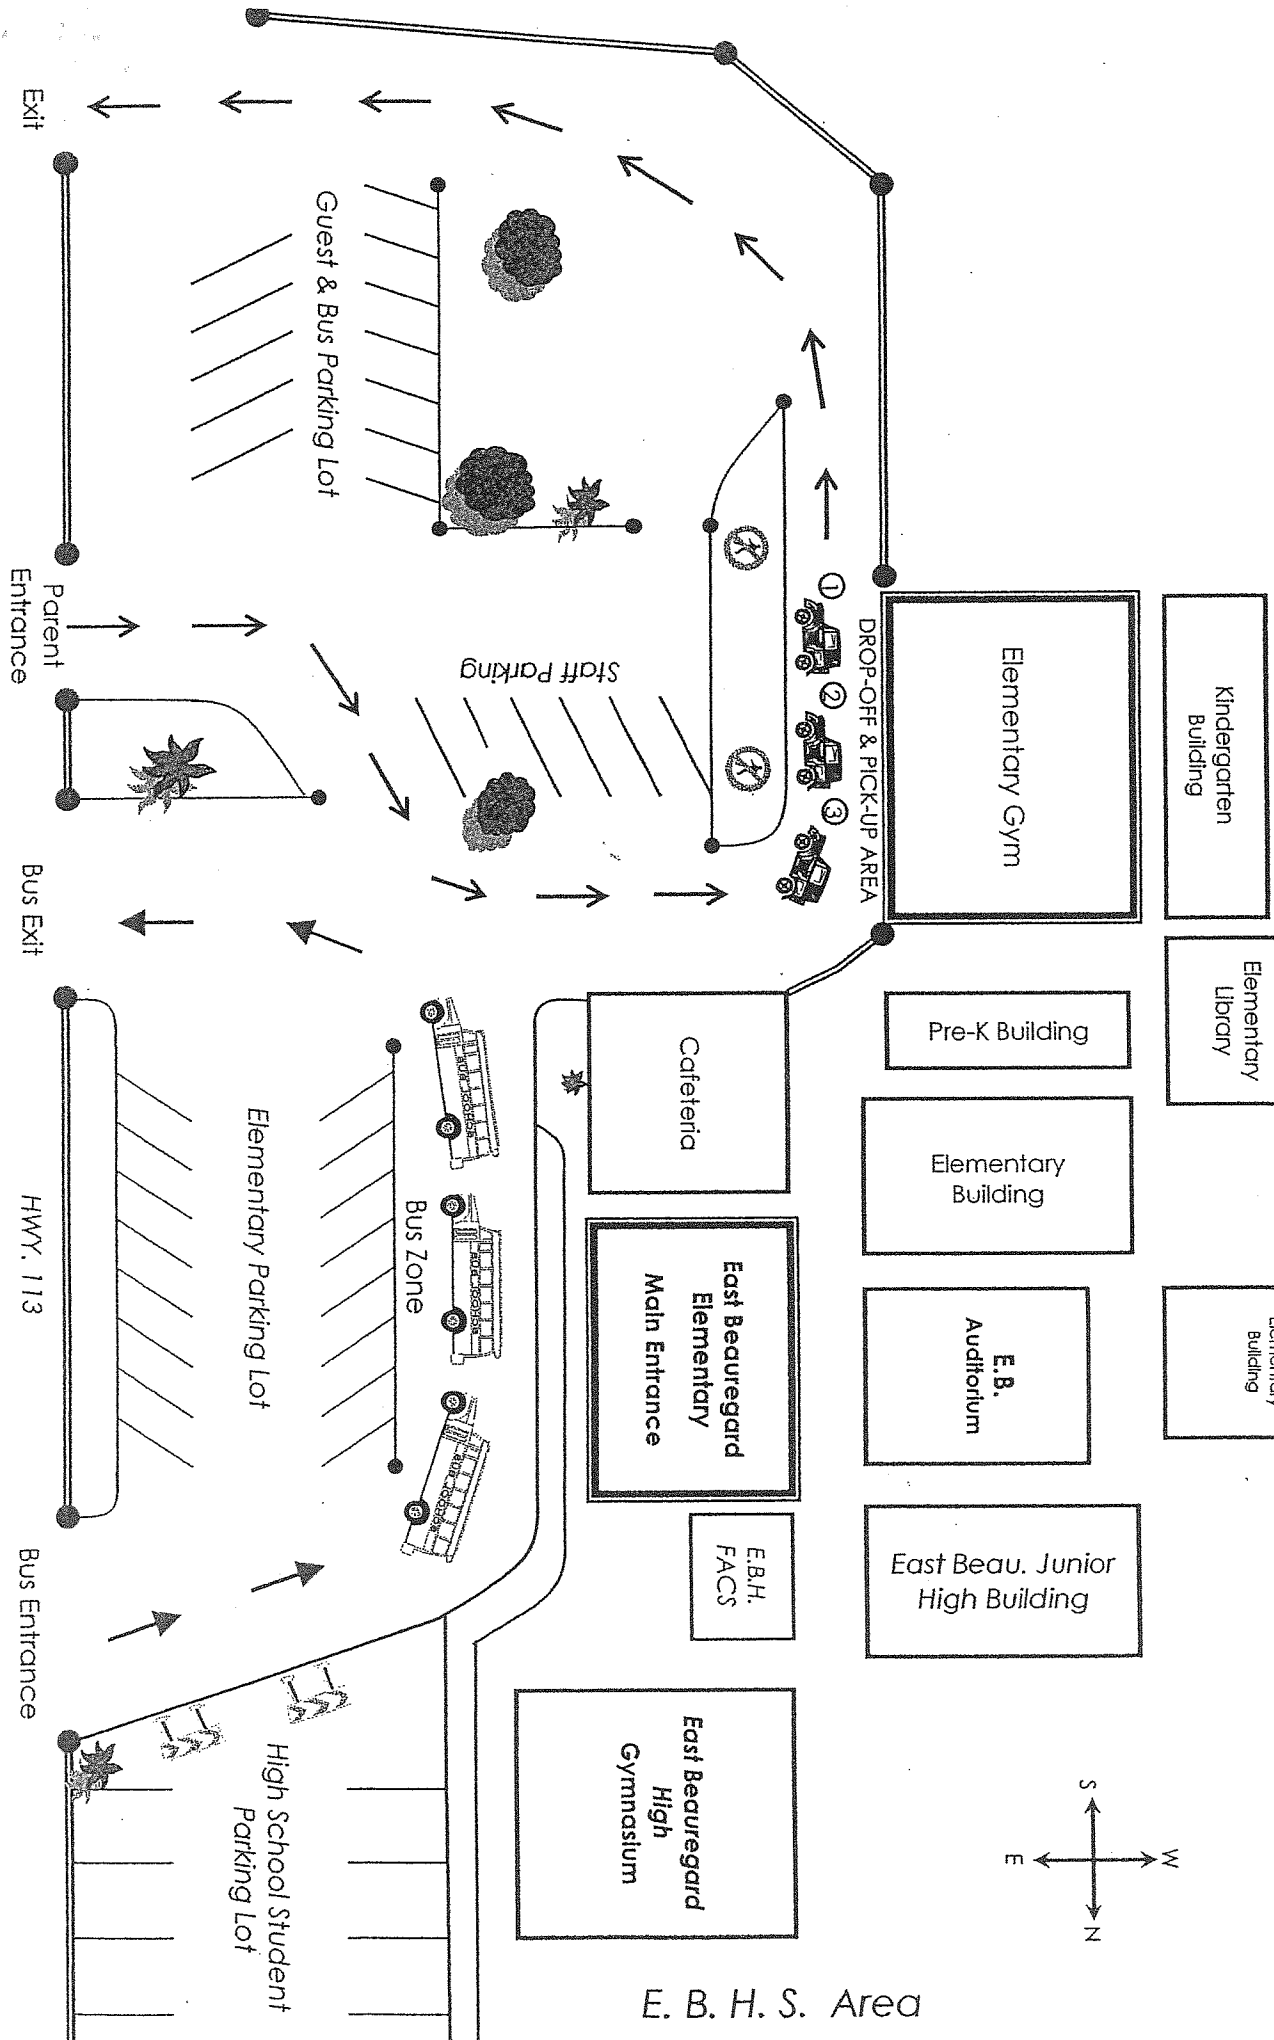 Exit
Guest & Bus Parking Lot
Parent
Entrance
Staff Parking
1
2
3
DROP-OFF & PICK-UP AREA
Elementary Gym
Kindergarten
Building
Elementary
Library
Pre-K Building
Cafeteria
Elementary
Building
E.B.
Auditorium
Building
East Beauregard
Elementary
Main Entrance
E.B.H.
FACS
East Beau. Junior
High Building
East Beauregard
High
Gymnasium
Bus Exit
Bus Zone
Elementary Parking Lot
HWY. 113
Bus Entrance
High School Student
Parking Lot
S
W
E
N
E. B. H. S. Area